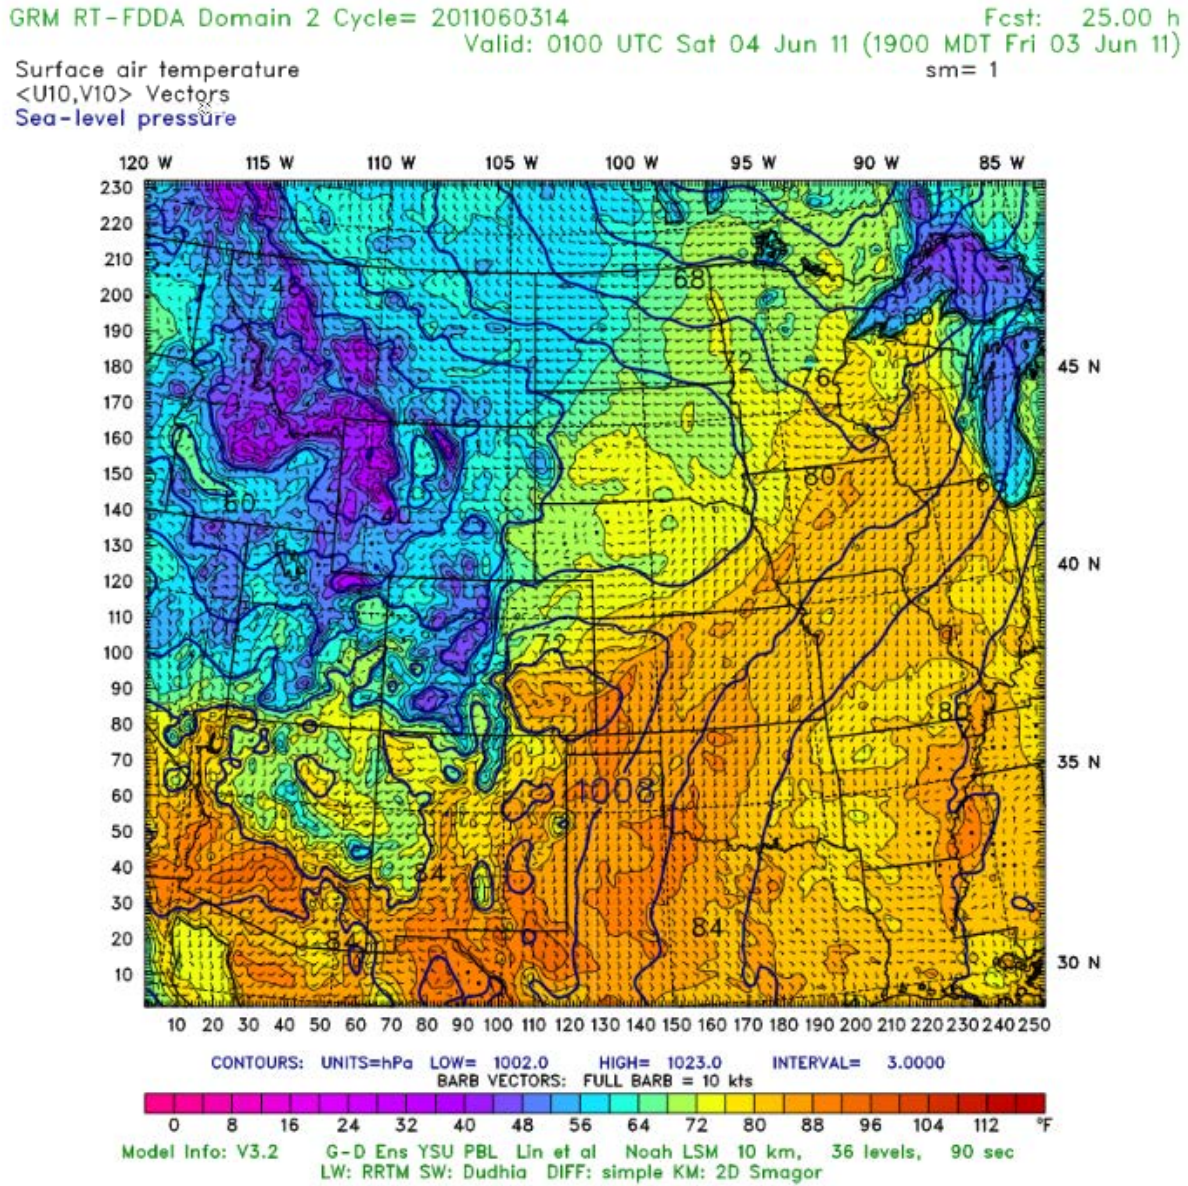 GRM RT-FDDA Domain 2 Cycle= 2011060314 Fcst: 25.00 h
Valid: 0100 UTC Sat 04 Jun 11 (1900 MDT Fri 03 Jun 11)
Surface air temperature sm= 1
<U10,V10> Vectors
Sea-level pressure
120 W 115 W 110 W 105 W 100 W 95 W 90 W 85 W
230
220
210
200
190
180 45 N
170
160
150
140
130
120 40 N
110
100
90
80
70 35 N
60
50
40
30
20
10 30 N
68
72
76
80
60
1008
84
84
10 20 30 40 50 60 70 80 90 100 110 120 130 140 150 160 170 180 190 200 210 220 230 240 250
CONTOURS: UNITS=hPa LOW= 1002.0 HIGH= 1023.0 INTERVAL= 3.0000
BARB VECTORS: FULL BARB = 10 kts
0 8 16 24 32 40 48 56 64 72 80 88 96 104 112 °F
Model Info: V3.2 G-D Ens YSU PBL Lin et al Noah LSM 10 km, 36 levels, 90 sec
LW: RRTM SW: Dudhia DIFF: simple KM: 2D Smagor